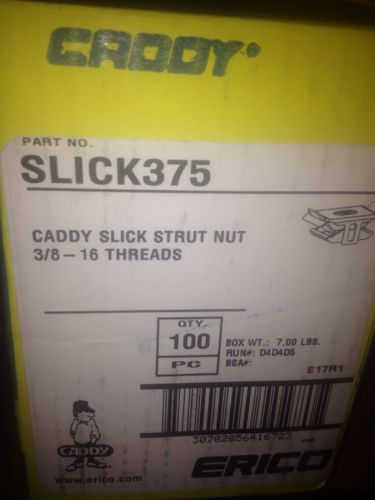 CADDY®
PART NO.
SLICK375
CADDY SLICK STRUT NUT
3/8 – 16 THREADS
QTY. 100 PC
BOX WT.: 7.00 LBS.
RUN#: D4D4D5
BSA#:
E17R1
30782856416723
CADDY
www.erico.com
ERICO